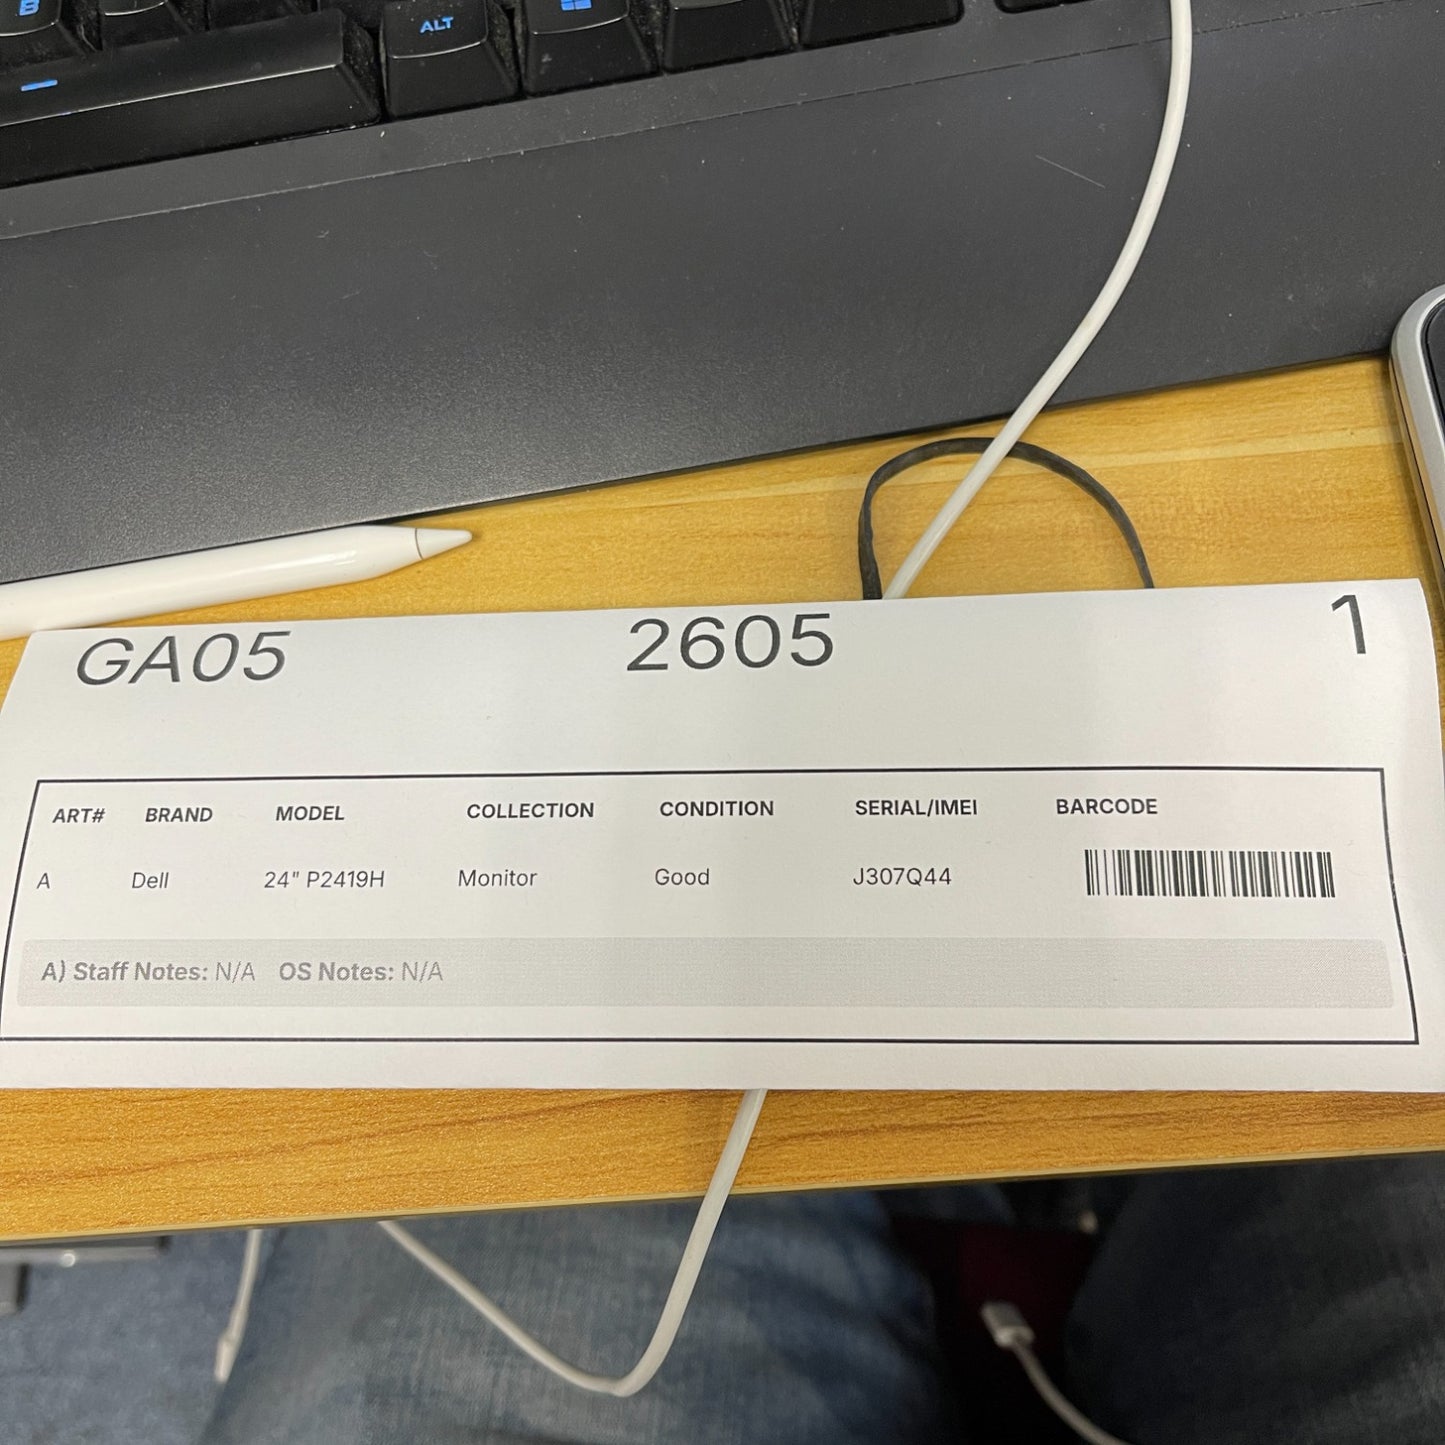 B
ALT
GA05 2605 1
ART# BRAND MODEL COLLECTION CONDITION SERIAL/IMEI BARCODE
A Dell 24" P2419H Monitor Good J307Q44
A) Staff Notes: N/A OS Notes: N/A